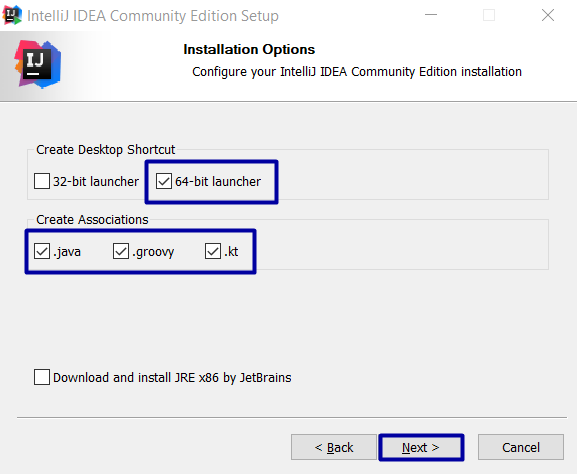 IntelliJ IDEA Community Edition Setup
IJ
Installation Options
Configure your IntelliJ IDEA Community Edition installation
Create Desktop Shortcut
32-bit launcher 64-bit launcher
Create Associations
.java .groovy .kt
Download and install JRE x86 by JetBrains
< Back Next > Cancel